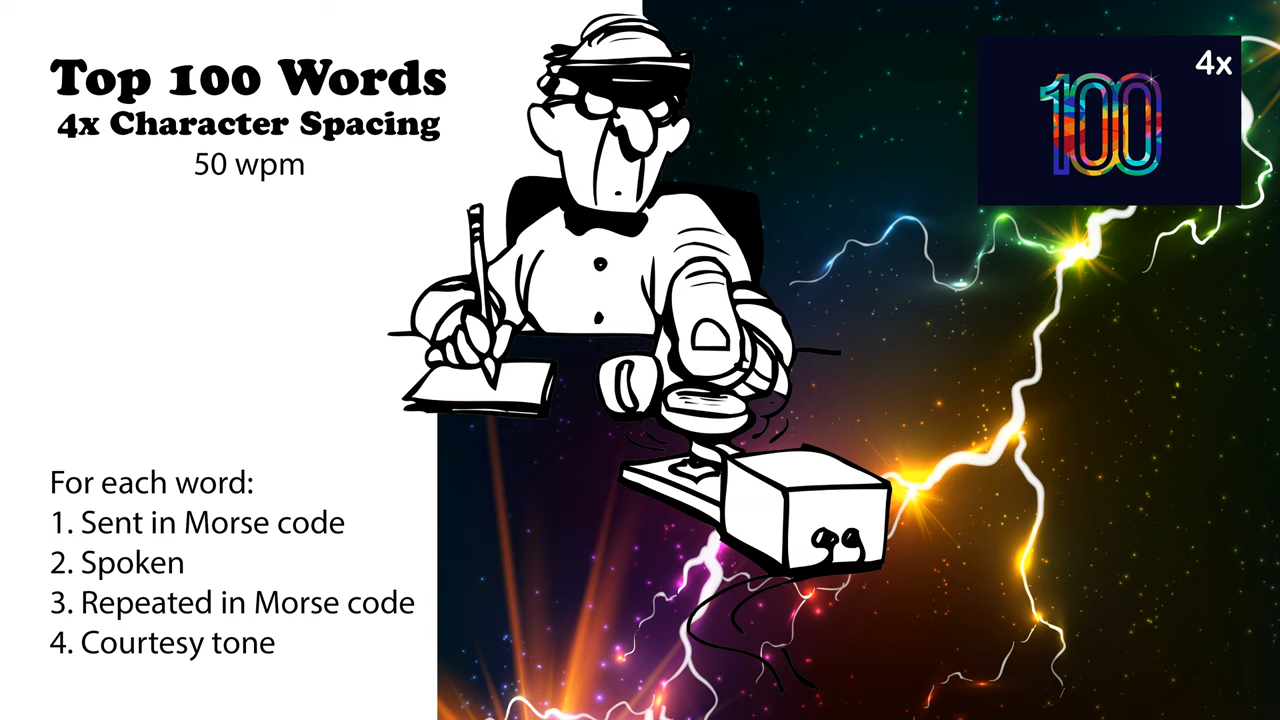 Top 100 Words
4x Character Spacing
50 wpm
4x
100
For each word:
1. Sent in Morse code
2. Spoken
3. Repeated in Morse code
4. Courtesy tone